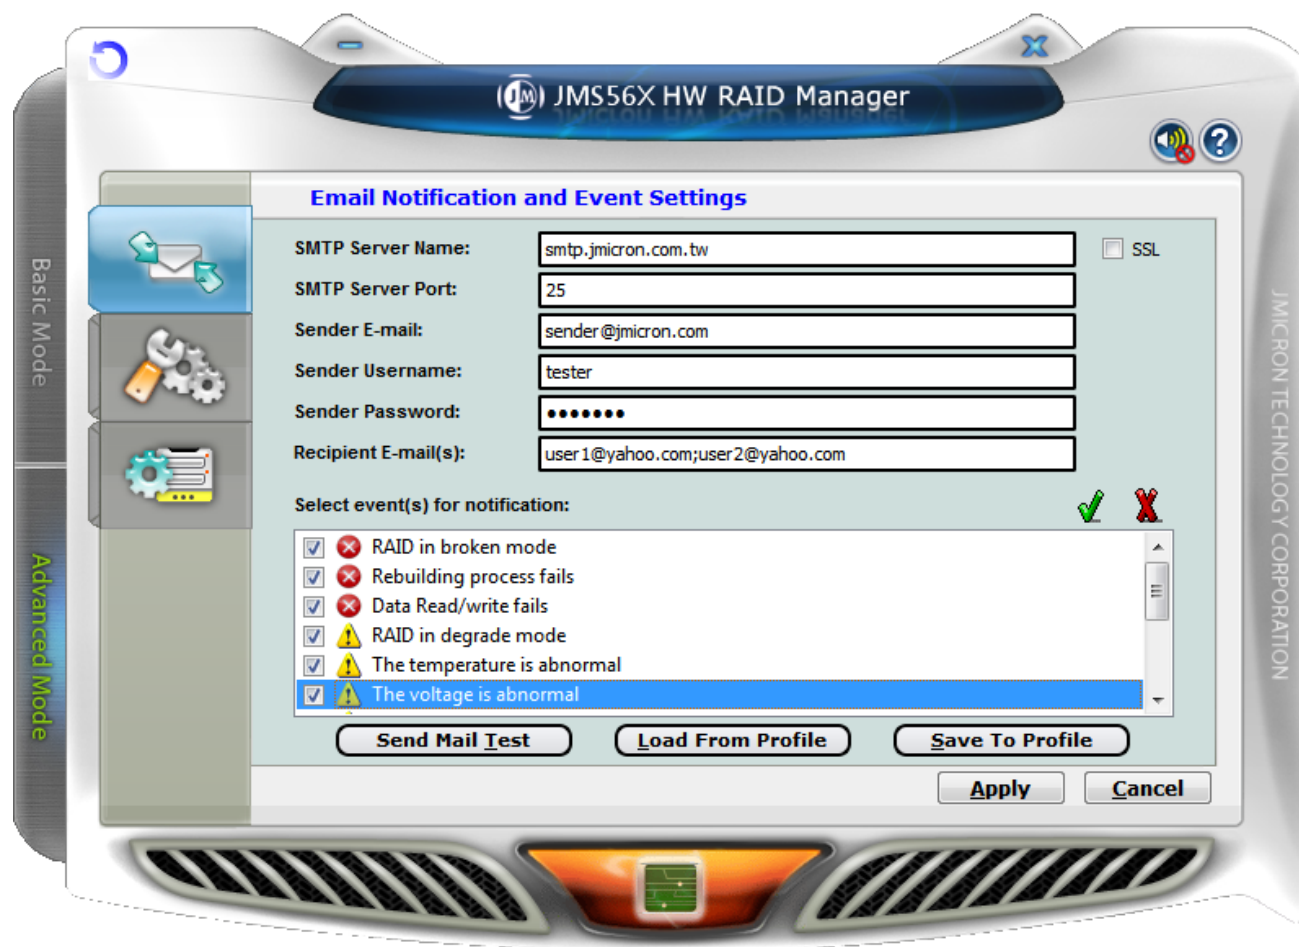 JMS56X HW RAID Manager
Email Notification and Event Settings
SMTP Server Name: smtp.jmicron.com.tw SSL
SMTP Server Port: 25
Sender E-mail: sender@jmicron.com
Sender Username: tester
Sender Password: •••••••
Recipient E-mail(s): user1@yahoo.com;user2@yahoo.com
Select event(s) for notification:
RAID in broken mode
Rebuilding process fails
Data Read/write fails
RAID in degrade mode
The temperature is abnormal
The voltage is abnormal
Send Mail Test Load From Profile Save To Profile
Apply Cancel
Basic Mode
Advanced Mode
JMICRON TECHNOLOGY CORPORATION
JM